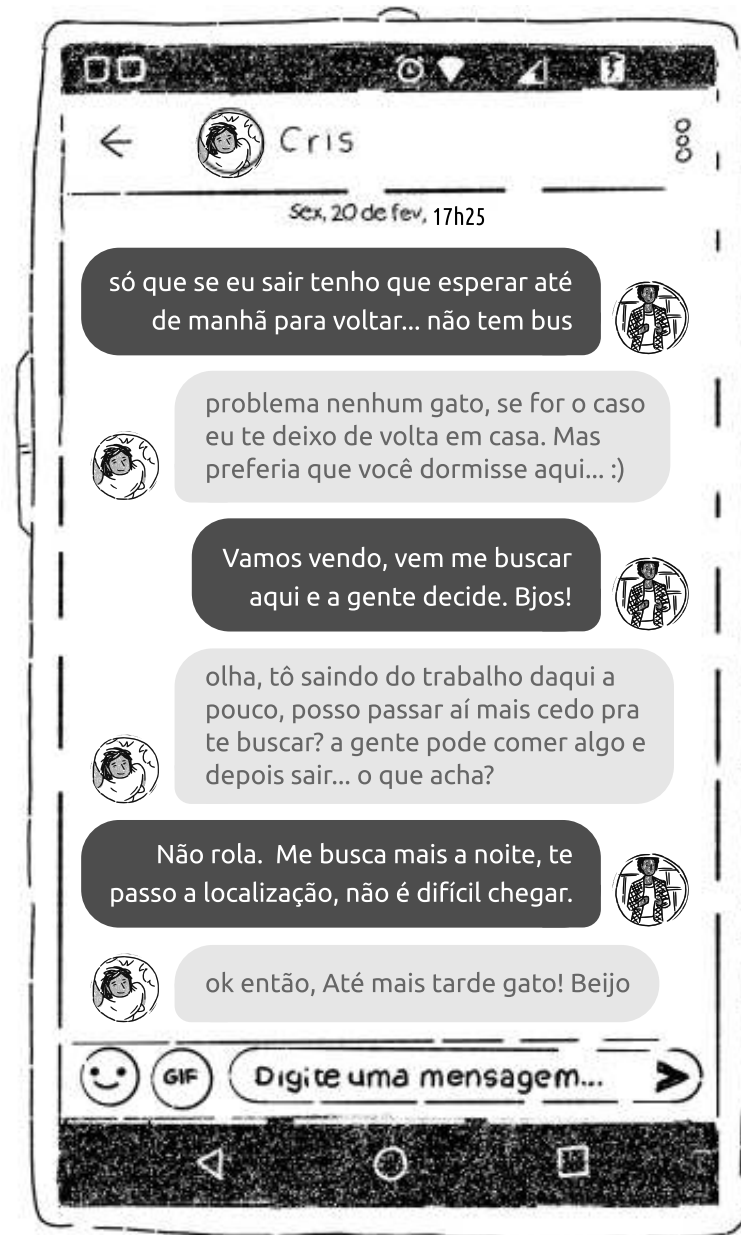 Cris
Sex, 20 de fev, 17h25
só que se eu sair tenho que esperar até
de manhã para voltar... não tem bus
problema nenhum gato, se for o caso
eu te deixo de volta em casa. Mas
preferia que você dormisse aqui... :)
Vamos vendo, vem me buscar
aqui e a gente decide. Bjos!
olha, tô saindo do trabalho daqui a
pouco, posso passar aí mais cedo pra
te buscar? a gente pode comer algo e
depois sair... o que acha?
Não rola.  Me busca mais a noite, te
passo a localização, não é difícil chegar.
ok então, Até mais tarde gato! Beijo
GIF Digite uma mensagem...